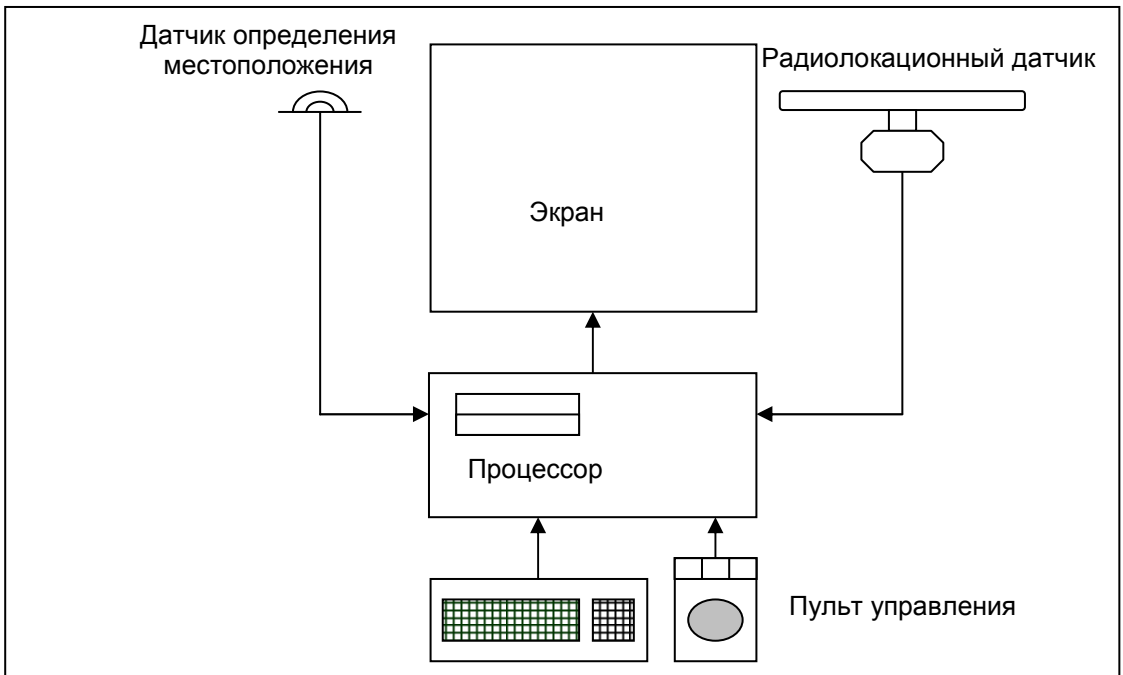 Датчик определения
местоположения
Радиолокационный датчик
Экран
Процессор
Пульт управления